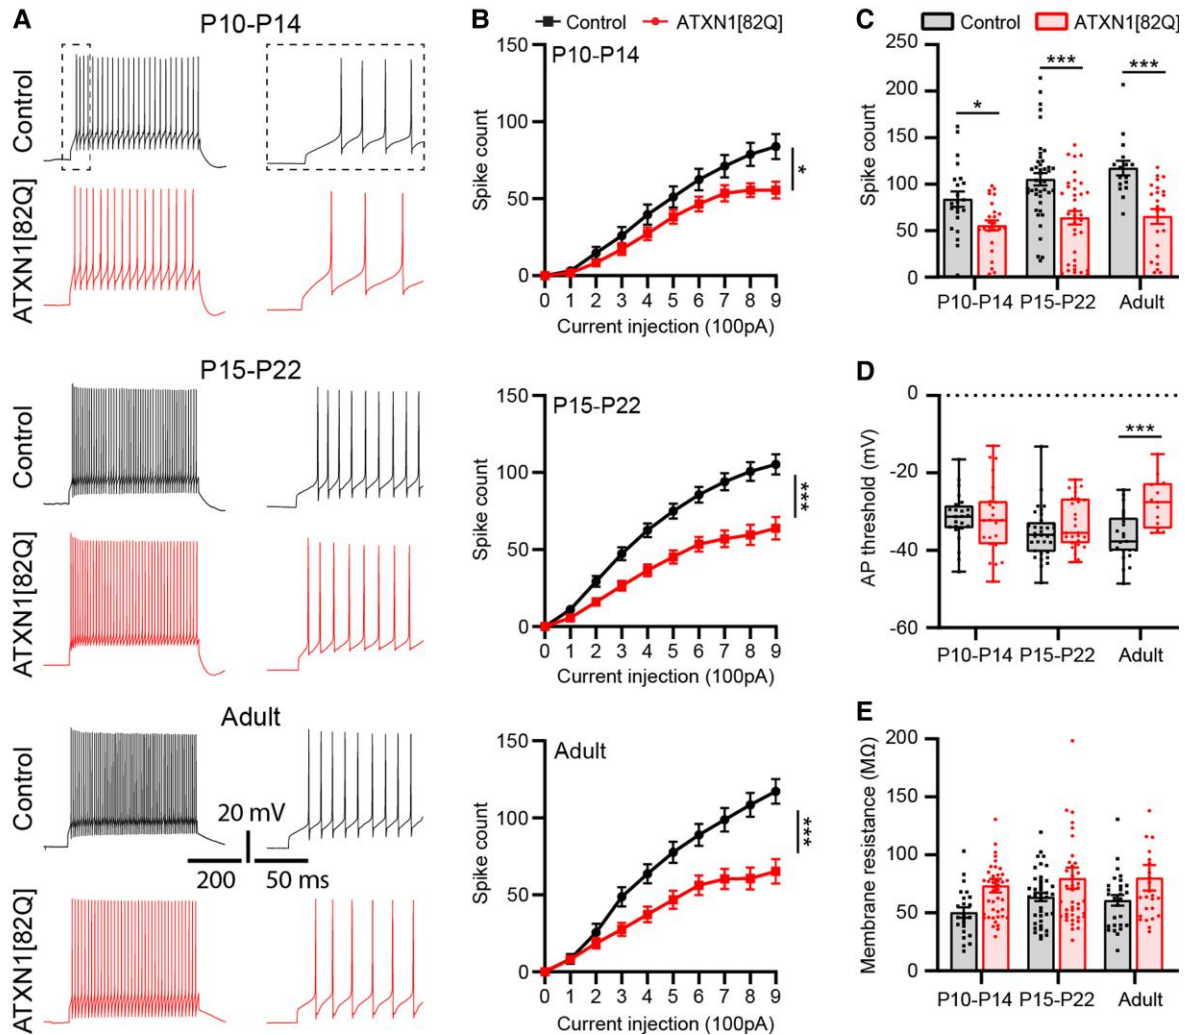 A
P10-P14
Control
ATXN1[82Q]
P15-P22
Control
ATXN1[82Q]
Adult
Control
20 mV
200
50 ms
ATXN1[82Q]
B
Control
ATXN1[82Q]
150
100
50
0
Spike count
P10-P14
*
0 1 2 3 4 5 6 7 8 9
Current injection (100pA)
150
100
50
0
Spike count
P15-P22
***
0 1 2 3 4 5 6 7 8 9
Current injection (100pA)
150
100
50
0
Spike count
Adult
***
0 1 2 3 4 5 6 7 8 9
Current injection (100pA)
C
Control
ATXN1[82Q]
250
200
150
100
50
0
Spike count
*
***
***
P10-P14 P15-P22 Adult
D
0
-20
-40
-60
AP threshold (mV)
***
P10-P14 P15-P22 Adult
E
200
150
100
50
0
Membrane resistance (MΩ)
P10-P14 P15-P22 Adult